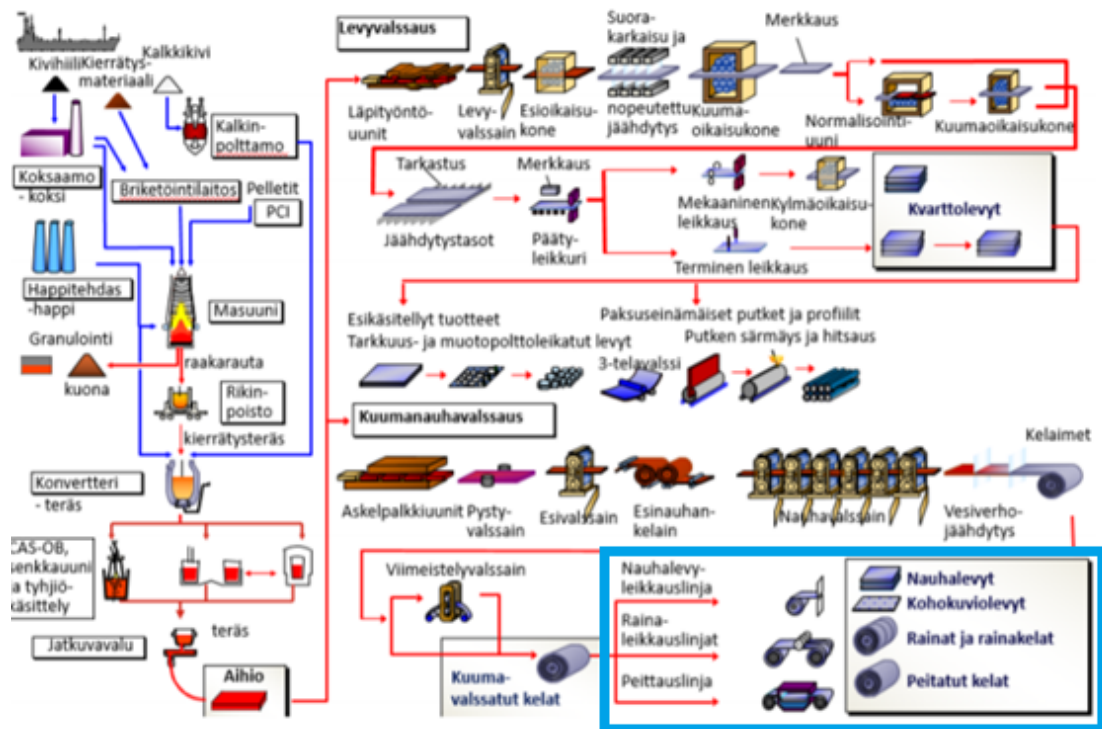 Kivihiili
Kierrätys-
materiaali
Kalkkikivi
Kalkin-
polttamo
Koksaamo
- koksi
Briketöintilaitos
Pelletit
PCI
Happitehdas
-happi
Masuuni
Granulointi
kuona
raakarauta
Rikin-
poisto
kierrätysteräs
Konvertteri
- teräs
CAS-OB,
senkkauuni
ja tyhjiö-
käsittely
Jatkuvavalu
teräs
Aihio
Levyvalssaus
Läpityöntö-
uunit
Levy-
valssain
Esioikaisu-
kone
Suora-
karkaisu ja
nopeutettu
jäähdytys
Kuuma-
oikaisukone
Merkkaus
Normalisointi-
uuni
Kuumaoikaisukone
Tarkastus
Jäähdytystasot
Merkkaus
Pääty-
leikkuri
Mekaaninen
leikkaus
Kylmäoikaisu-
kone
Terminen leikkaus
Kvarttolevyt
Esikäsitellyt tuotteet
Tarkkuus- ja muotopolttoleikatut levyt
Paksuseinämäiset putket ja profiilit
Putken särmäys ja hitsaus
3-telavalssi
Kuumanauhavalssaus
Askelpalkkiuunit
Pysty-
valssain
Esivalssain
Esinauhan-
kelain
Nauhavalssain
Vesiverho-
jäähdytys
Kelaimet
Viimeistelyvalssain
Kuuma-
valssatut kelat
Nauhalevy-
leikkauslinja
Raina-
leikkauslinjat
Peittauslinja
Nauhalevyt
Kohokuviolevyt
Rainat ja rainakelat
Peitatut kelat